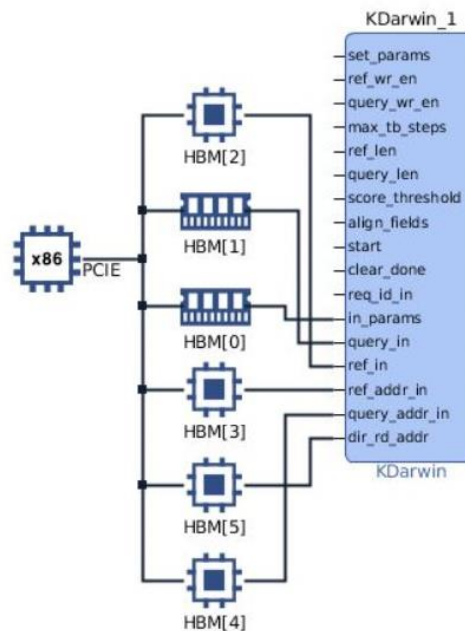 KDarwin_1
set_params
ref_wr_en
query_wr_en
max_tb_steps
ref_len
query_len
score_threshold
align_fields
start
clear_done
req_id_in
in_params
query_in
ref_in
ref_addr_in
query_addr_in
dir_rd_addr
KDarwin
x86
PCIE
HBM[2]
HBM[1]
HBM[0]
HBM[3]
HBM[5]
HBM[4]